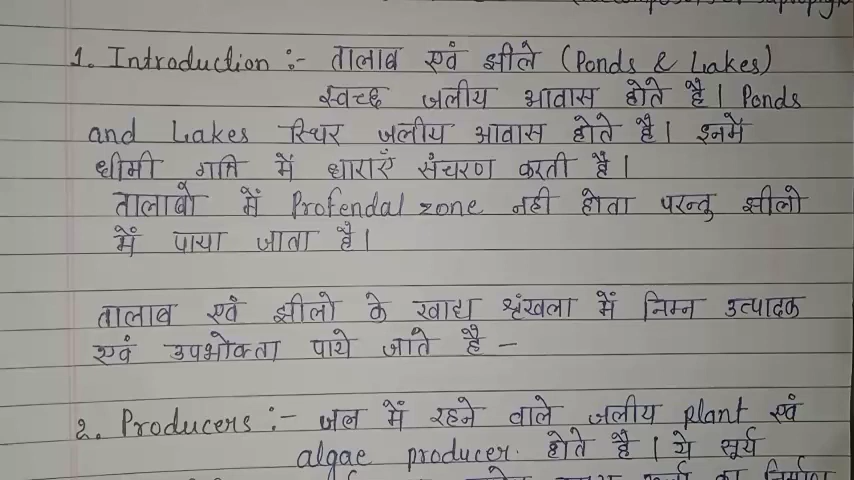 1. Introduction :- तालाब एवं झीले (Ponds & Lakes)
स्वच्छ जलीय आवास होते है। Ponds
and Lakes स्थिर जलीय आवास होते है। इनमें
धीमी गति में धाराएँ संचरण करती है।
तालाबो में Profendal zone नही होता परन्तु झीलो
में पाया जाता है।
तालाब एवं झीलो के खाद्य श्रृंखला में निम्न उत्पादक
एवं उपभोक्ता पाये जाते है –
2. Producers :- जल में रहने वाले जलीय plant एवं
algae producer. होते है । ये सूर्य
का निर्माण